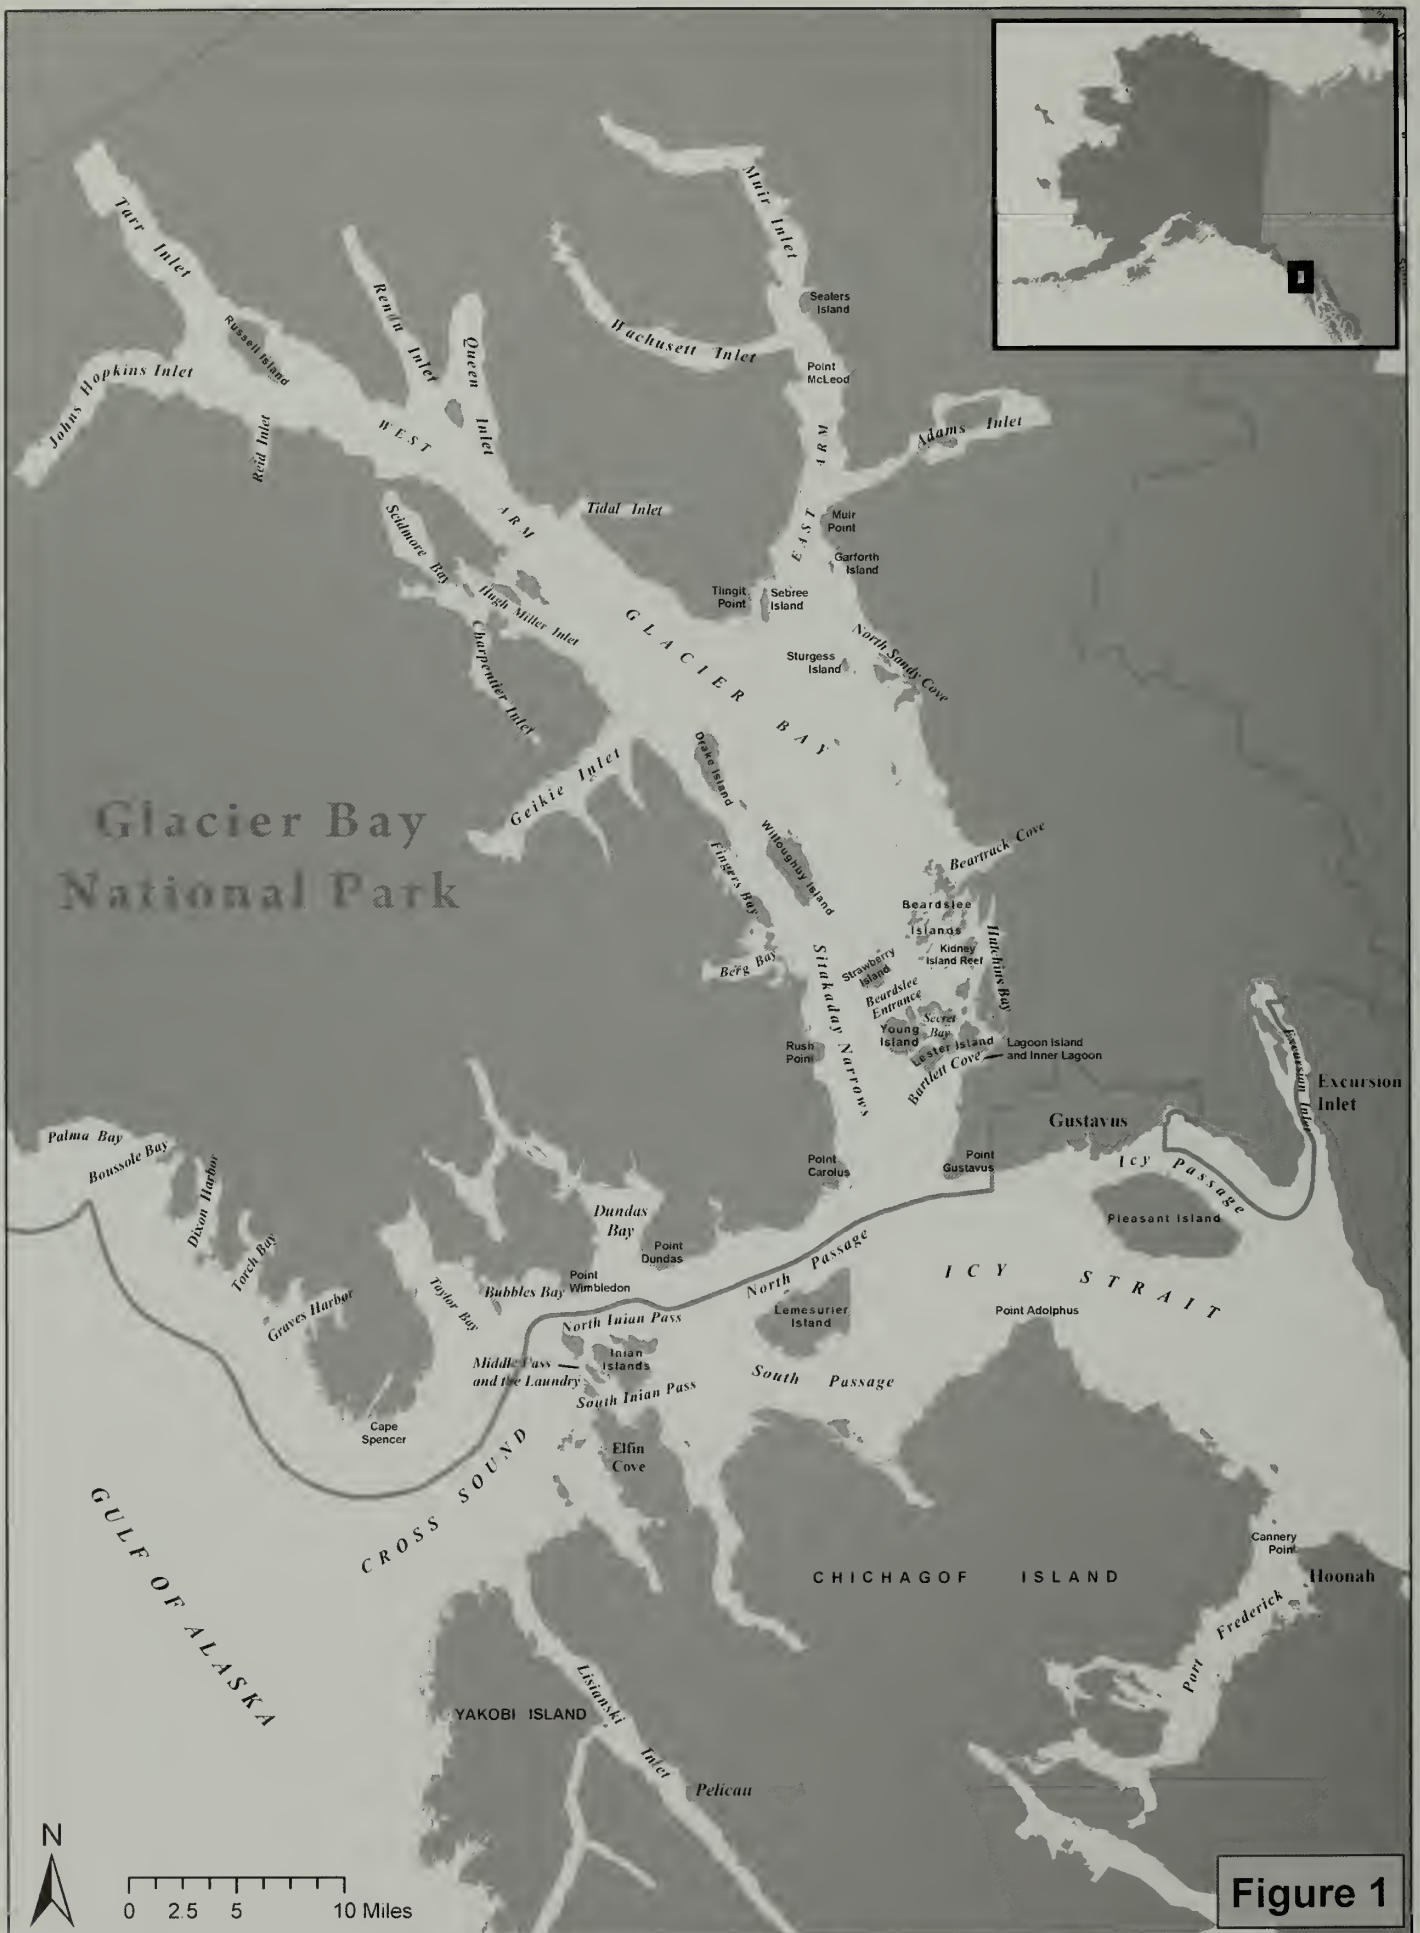 Tarr Inlet
Johns Hopkins Inlet
Russell Island
Reid Inlet
Rendu Inlet
Queen Inlet
WEST ARM
Muir Inlet
Sealers
Island
Wachusett Inlet
Point
McLeod
EAST ARM
Adams Inlet
Muir
Point
Garforth
Island
Tidal Inlet
Scidmore Bay
Hugh Miller Inlet
Charpentier Inlet
Tlingit
Point
Sebree
Island
GLACIER BAY
Sturgess
Island
North Sandy Cove
Geikie Inlet
Drake Island
Glacier Bay
National Park
Willoughby Island
Fingers Bay
Berg Bay
Beartrack Cove
Beardslee
Islands
Kidney
Island Reef
Hutchins Bay
Strawberry
Island
Beardslee
Entrance
Secret
Bay
Young
Island
Lester Island
Bartlett Cove
Lagoon Island
and Inner Lagoon
Sitakaday Narrows
Rush
Point
Excursion Inlet
Excursion
Inlet
Gustavus
Icy Passage
Point
Carolus
Point
Gustavus
Pleasant Island
Palma Bay
Boussole Bay
Dixon Harbor
Torch Bay
Graves Harbor
Taylor Bay
Bubbles Bay
Dundas
Bay
Point
Dundas
Point
Wimbledon
North Passage
ICY STRAIT
Lemesurier
Island
Point Adolphus
North Inian Pass
Inian
Islands
Middle Pass
and the Laundry
South Inian Pass
South Passage
Cape
Spencer
Elfin
Cove
CROSS SOUND
GULF OF ALASKA
CHICHAGOF ISLAND
Cannery
Point
Hoonah
Port Frederick
YAKOBI ISLAND
Lisianski Inlet
Pelican
N
0 2.5 5 10 Miles
Figure 1